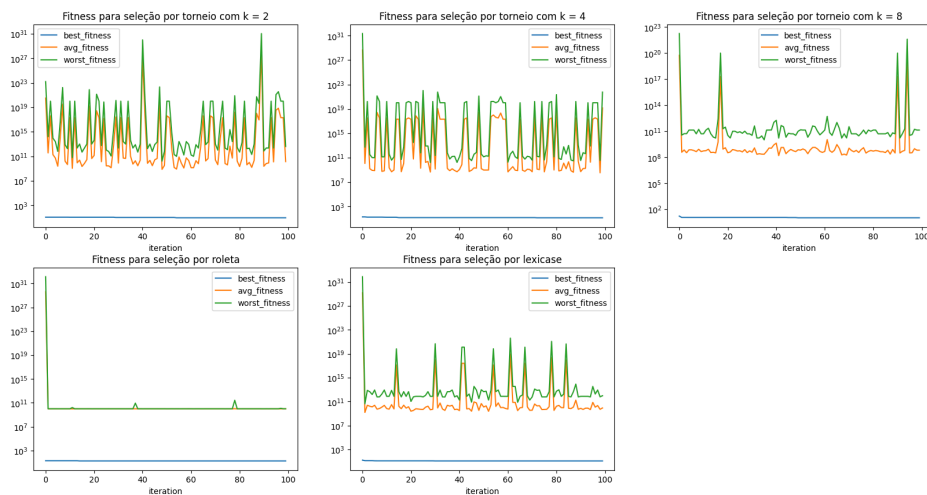 Fitness para seleção por torneio com k = 2
10^31
10^27
10^23
10^19
10^15
10^11
10^7
10^3
best_fitness
avg_fitness
worst_fitness
0
20
40
60
80
100
iteration
Fitness para seleção por torneio com k = 4
10^31
10^27
10^23
10^19
10^15
10^11
10^7
10^3
best_fitness
avg_fitness
worst_fitness
0
20
40
60
80
100
iteration
Fitness para seleção por torneio com k = 8
10^23
10^20
10^17
10^14
10^11
10^8
10^5
10^2
best_fitness
avg_fitness
worst_fitness
0
20
40
60
80
100
iteration
Fitness para seleção por roleta
10^31
10^27
10^23
10^19
10^15
10^11
10^7
10^3
best_fitness
avg_fitness
worst_fitness
0
20
40
60
80
100
iteration
Fitness para seleção por lexicase
10^31
10^27
10^23
10^19
10^15
10^11
10^7
10^3
best_fitness
avg_fitness
worst_fitness
0
20
40
60
80
100
iteration